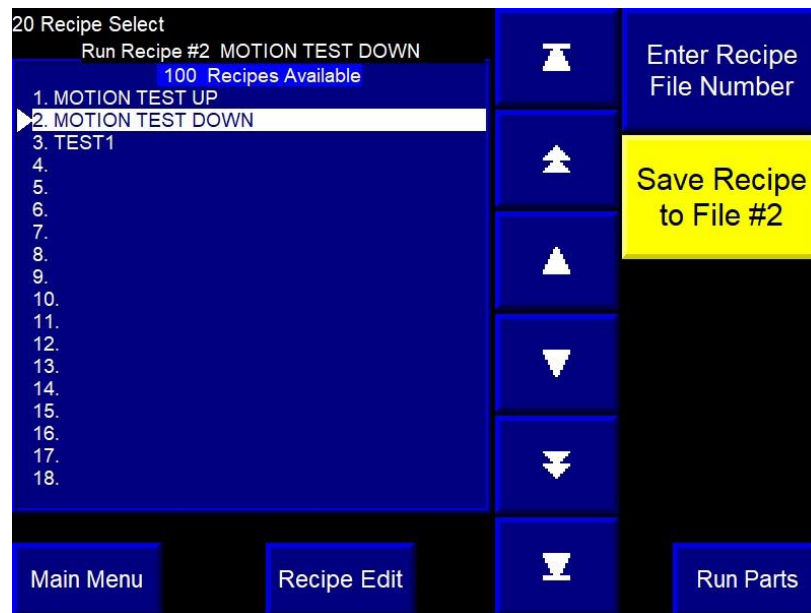 20 Recipe Select
Run Recipe #2 MOTION TEST DOWN
100 Recipes Available
1. MOTION TEST UP
2. MOTION TEST DOWN
3. TEST1
4.
5.
6.
7.
8.
9.
10.
11.
12.
13.
14.
15.
16.
17.
18.
Enter Recipe
File Number
Save Recipe
to File #2
Main Menu
Recipe Edit
Run Parts